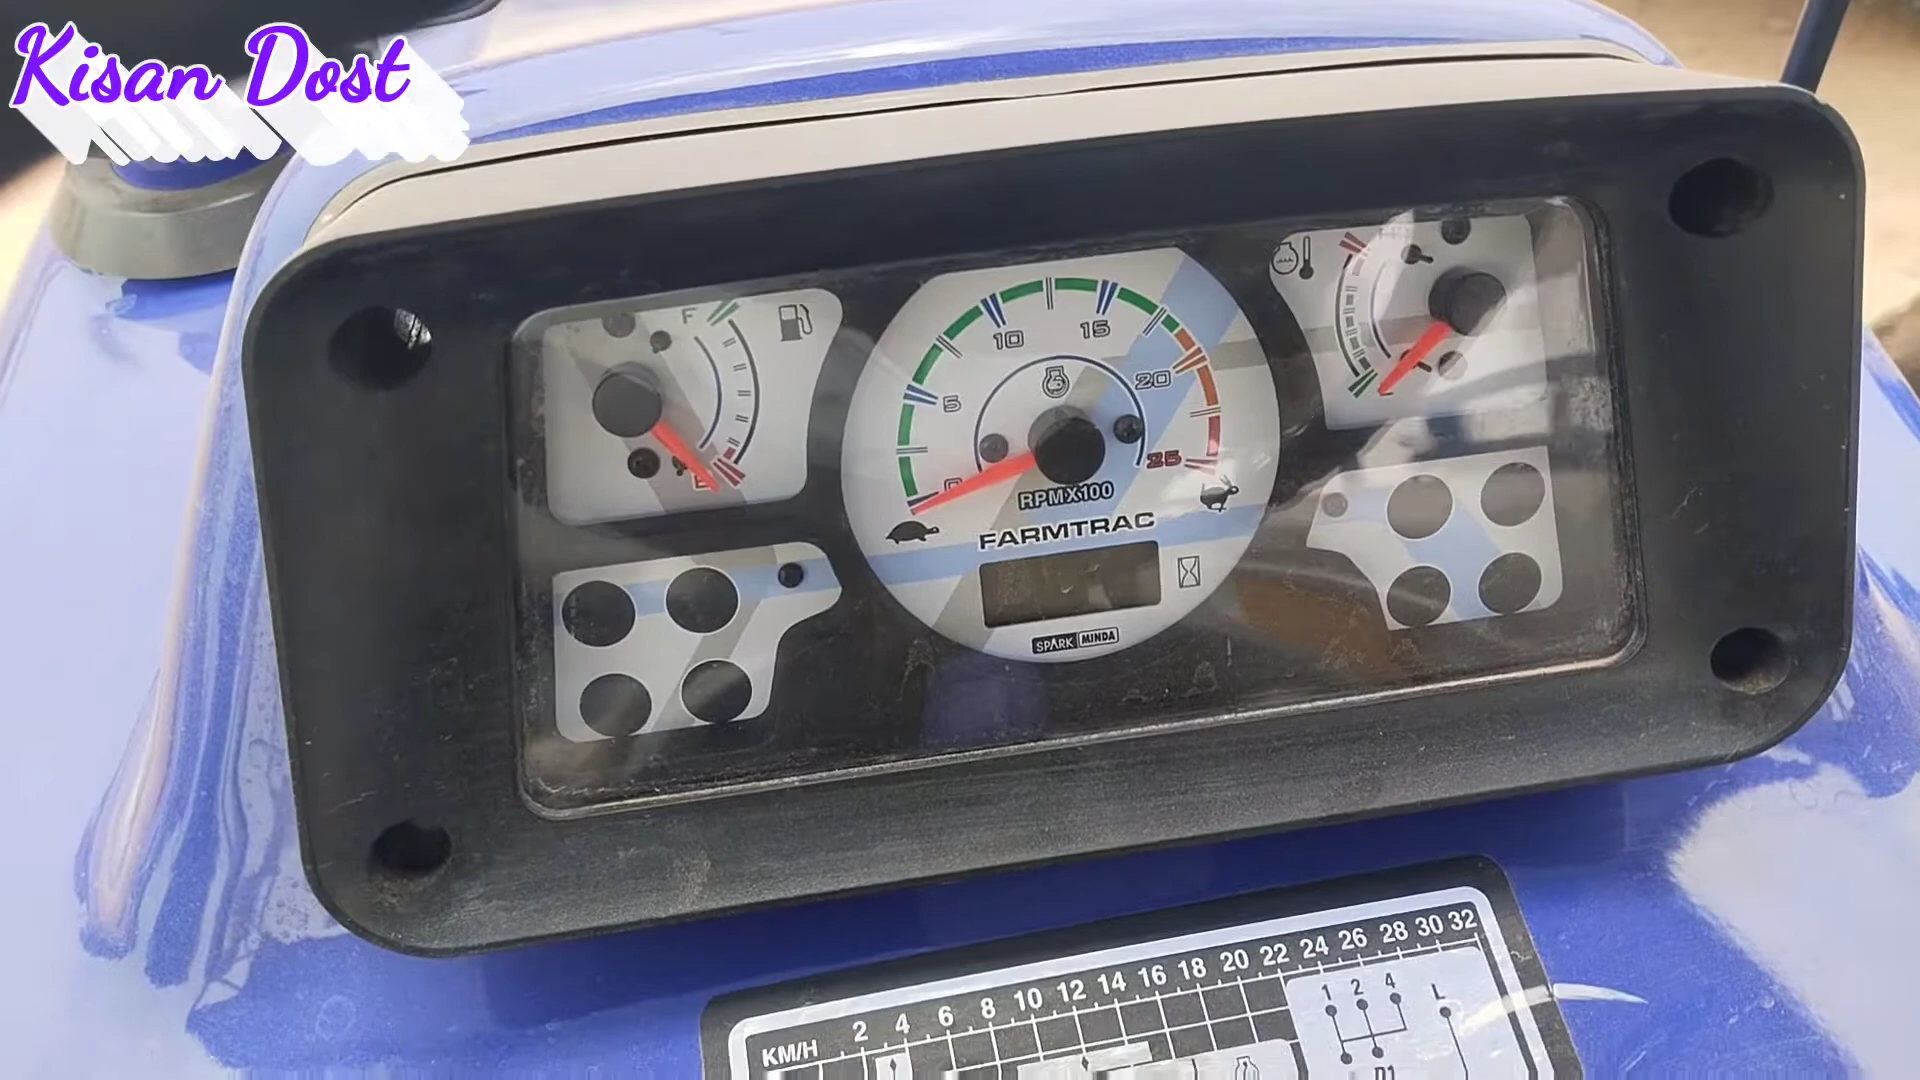 Kisan Dost
F
E
5
10
15
20
25
0
RPMX100
FARMTRAC
SPARK MINDA
KM/H 2 4 6 8 10 12 14 16 18 20 22 24 26 28 30 32
1 2 4 L